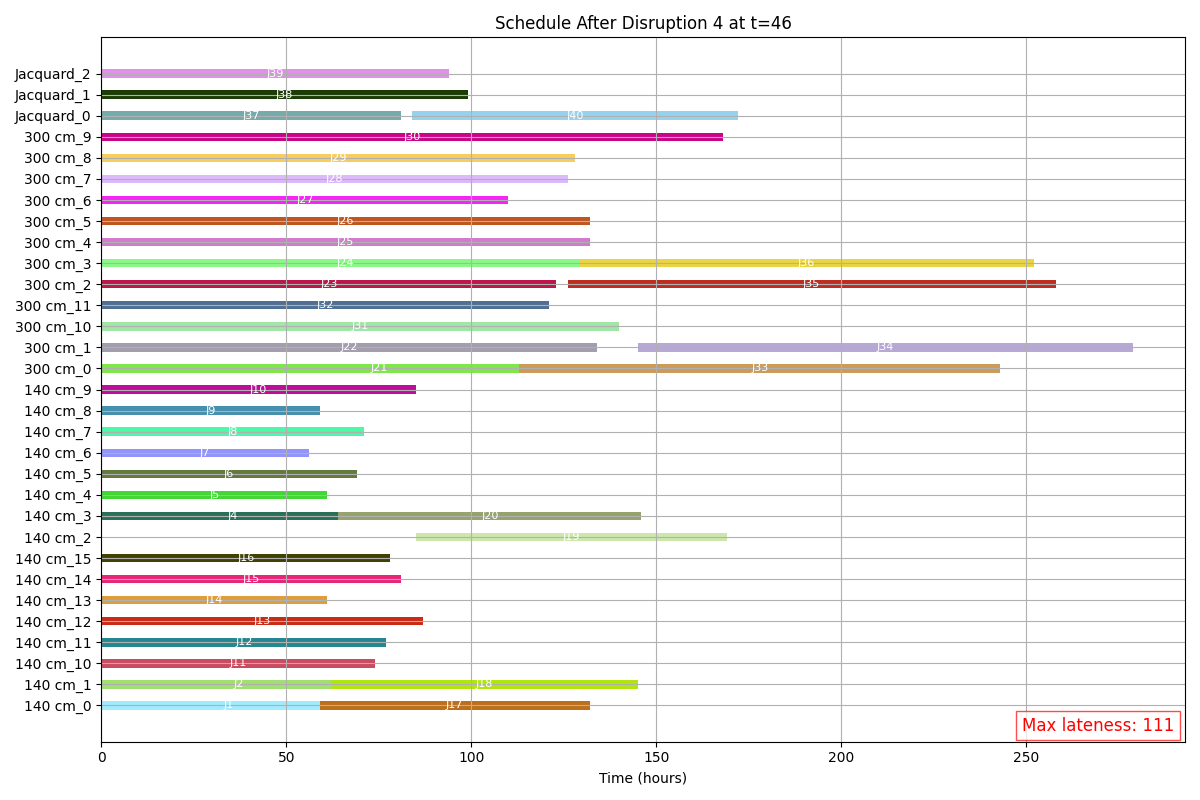 Schedule After Disruption 4 at t=46
Jacquard_2
J39
Jacquard_1
J38
Jacquard_0
J37
J40
300 cm_9
J30
300 cm_8
J29
300 cm_7
J28
300 cm_6
J27
300 cm_5
J26
300 cm_4
J25
300 cm_3
J24
J36
300 cm_2
J23
J35
300 cm_11
J32
300 cm_10
J31
300 cm_1
J22
J34
300 cm_0
J21
J33
140 cm_9
J10
140 cm_8
J9
140 cm_7
J8
140 cm_6
J7
140 cm_5
J6
140 cm_4
J5
140 cm_3
J4
J20
140 cm_2
J19
140 cm_15
J16
140 cm_14
J15
140 cm_13
J14
140 cm_12
J13
140 cm_11
J12
140 cm_10
J11
140 cm_1
J2
J18
140 cm_0
J1
J17
Max lateness: 111
0 50 100 150 200 250
Time (hours)